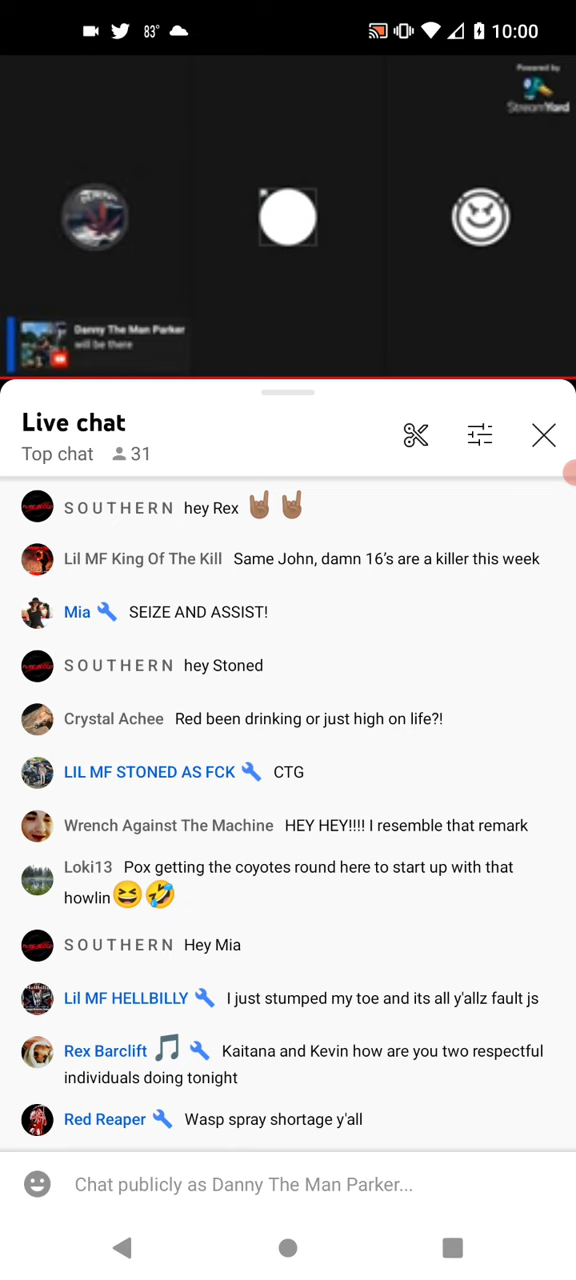 83° 10:00
Powered by
StreamYard
Danny The Man Parker
will be there
Live chat
Top chat 31
S O U T H E R N hey Rex 🤘🏾 🤘🏾
Lil MF King Of The Kill Same John, damn 16’s are a killer this week
Mia SEIZE AND ASSIST!
S O U T H E R N hey Stoned
Crystal Achee Red been drinking or just high on life?!
LIL MF STONED AS FCK CTG
Wrench Against The Machine HEY HEY!!!! I resemble that remark
Loki13 Pox getting the coyotes round here to start up with that
howlin😆🤣
S O U T H E R N Hey Mia
Lil MF HELLBILLY I just stumped my toe and its all y'allz fault js
Rex Barclift 🎵 Kaitana and Kevin how are you two respectful
individuals doing tonight
Red Reaper Wasp spray shortage y'all
Chat publicly as Danny The Man Parker...